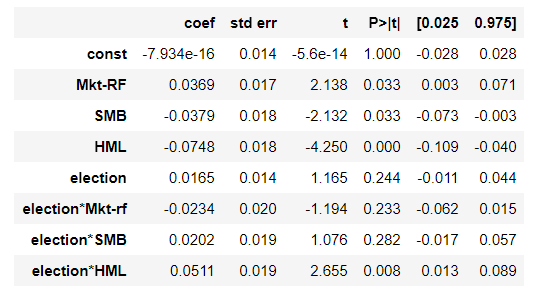 coef std err t P>|t| [0.025 0.975]
const -7.934e-16 0.014 -5.6e-14 1.000 -0.028 0.028
Mkt-RF 0.0369 0.017 2.138 0.033 0.003 0.071
SMB -0.0379 0.018 -2.132 0.033 -0.073 -0.003
HML -0.0748 0.018 -4.250 0.000 -0.109 -0.040
election 0.0165 0.014 1.165 0.244 -0.011 0.044
election*Mkt-rf -0.0234 0.020 -1.194 0.233 -0.062 0.015
election*SMB 0.0202 0.019 1.076 0.282 -0.017 0.057
election*HML 0.0511 0.019 2.655 0.008 0.013 0.089